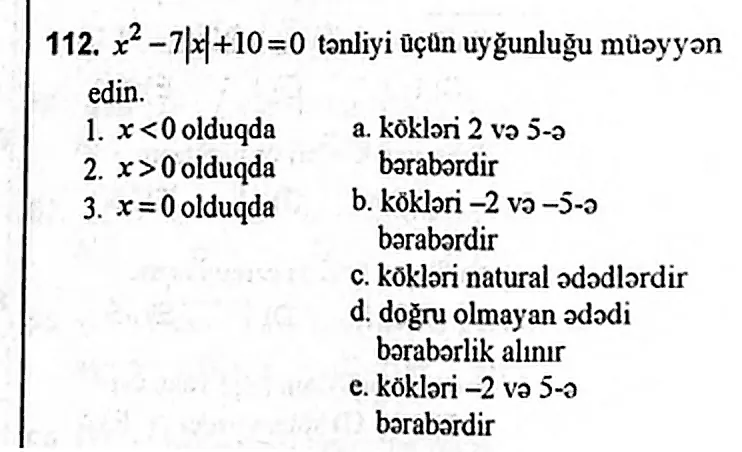 112. x² – 7|x| + 10 = 0 tənliyi üçün uyğunluğu müəyyən
edin.
1. x < 0 olduqda
2. x > 0 olduqda
3. x = 0 olduqda
a. kökləri 2 və 5-ə
bərabərdir
b. kökləri –2 və –5-ə
bərabərdir
c. kökləri natural ədədlərdir
d. doğru olmayan ədədi
bərabərlik alınır
e. kökləri –2 və 5-ə
bərabərdir